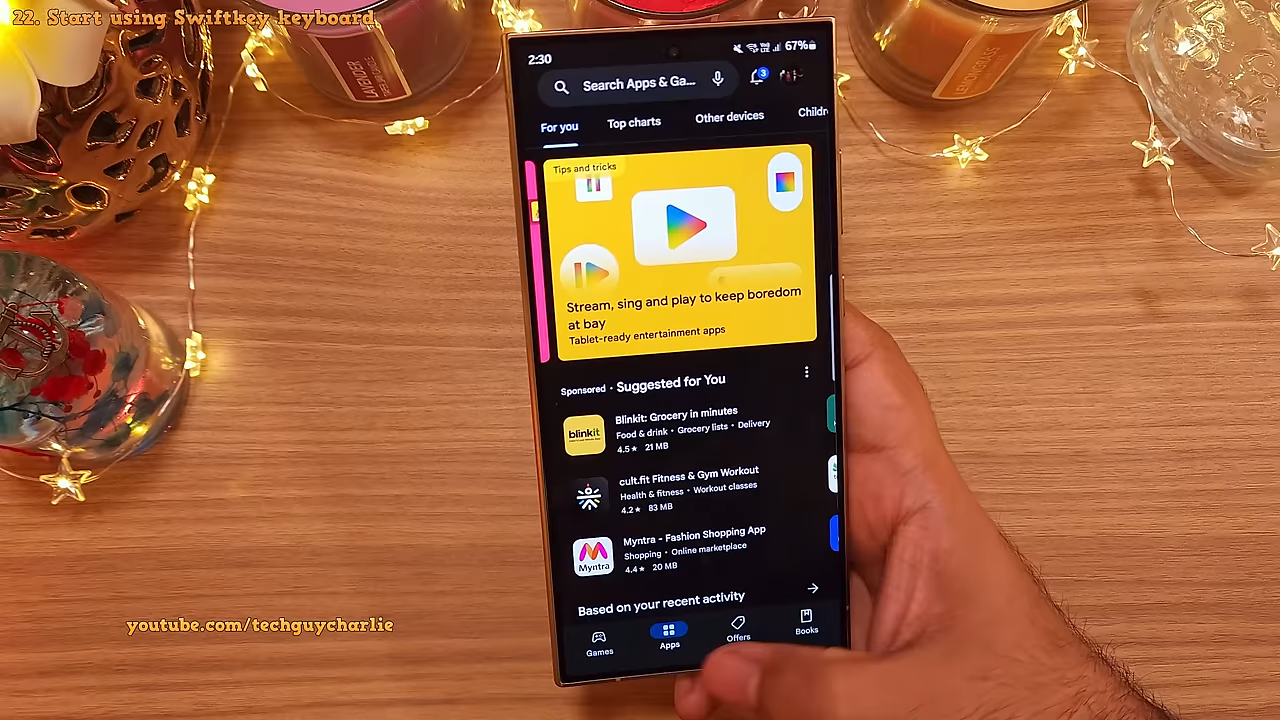 22. Start using Swiftkey keyboard.
LAVENDER
2:30
67%
Search Apps & Ga...
3
For you
Top charts
Other devices
Childr
Tips and tricks
Stream, sing and play to keep boredom
at bay
Tablet-ready entertainment apps
Sponsored • Suggested for You
blinkit
Blinkit: Grocery in minutes
Food & drink • Grocery lists • Delivery
4.5★ 21 MB
cult.fit Fitness & Gym Workout
Health & fitness • Workout classes
4.2★ 83 MB
Myntra
Myntra - Fashion Shopping App
Shopping • Online marketplace
4.4★ 20 MB
Based on your recent activity
Games
Apps
Offers
Books
youtube.com/techguycharlie